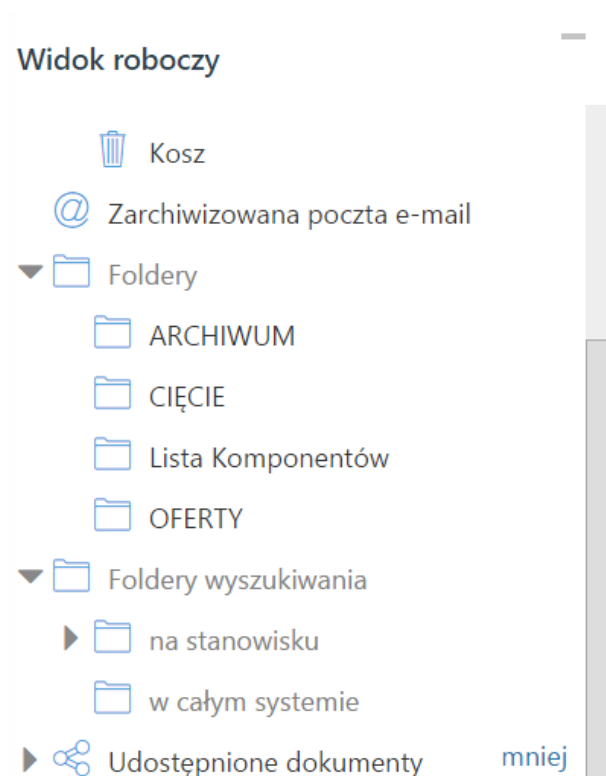 Widok roboczy
Kosz
Zarchiwizowana poczta e-mail
Foldery
ARCHIWUM
CIĘCIE
Lista Komponentów
OFERTY
Foldery wyszukiwania
na stanowisku
w całym systemie
Udostępnione dokumenty mniej